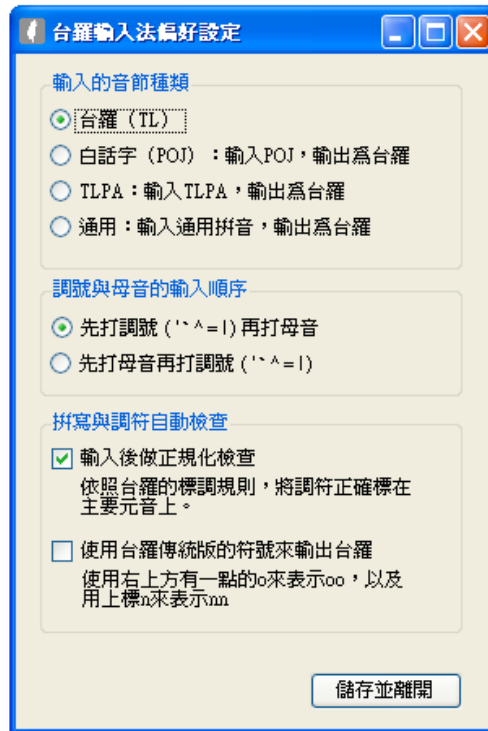 台羅輸入法偏好設定
輸入的音節種類
台羅（TL）
白話字（POJ）：輸入POJ，輸出爲台羅
TLPA：輸入TLPA，輸出爲台羅
通用：輸入通用拼音，輸出爲台羅
調號與母音的輸入順序
先打調號 ('`^=|) 再打母音
先打母音再打調號 ('`^=|)
拼寫與調符自動檢查
輸入後做正規化檢查
依照台羅的標調規則，將調符正確標在
主要元音上。
使用台羅傳統版的符號來輸出台羅
使用右上方有一點的o來表示oo，以及
用上標n來表示nn
儲存並離開